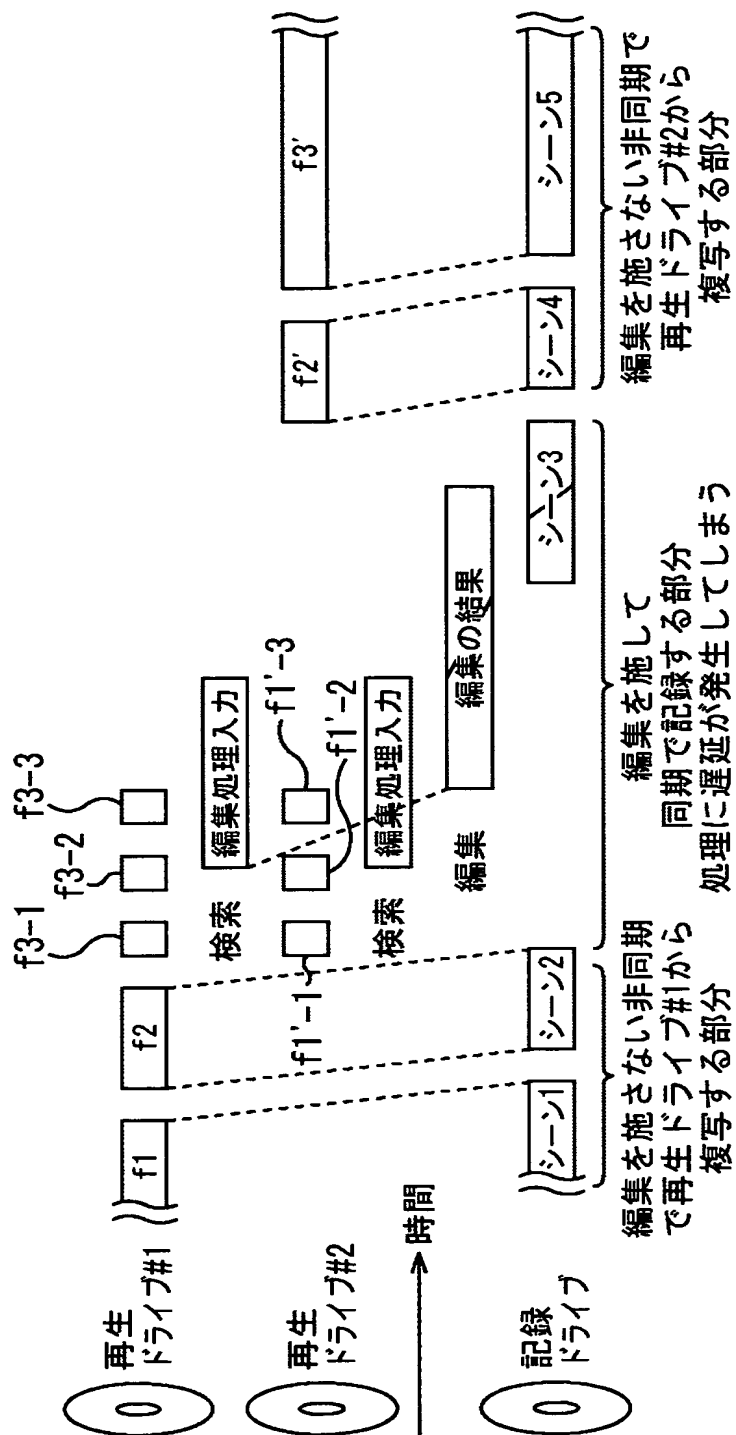 再生
ドライブ#1
f1
f2
f3-1
f3-2
f3-3
検索
編集処理入力
再生
ドライブ#2
f1'-1
f1'-2
f1'-3
f2'
f3'
検索
編集処理入力
時間
編集
編集の結果
記録
ドライブ
シーン1
シーン2
シーン3
シーン4
シーン5
編集を施さない非同期
で再生ドライブ#1から
複写する部分
編集を施して
同期で記録する部分
処理に遅延が発生してしまう
編集を施さない非同期で
再生ドライブ#2から
複写する部分